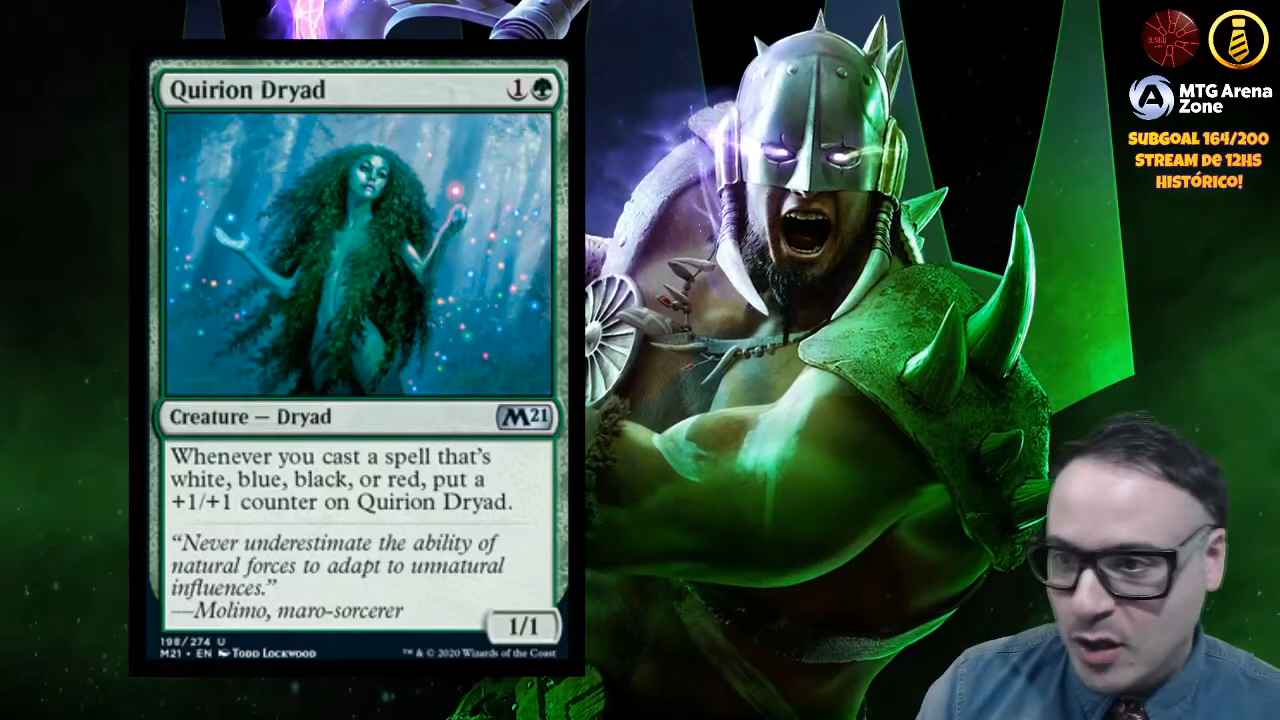 Quirion Dryad
1
Creature — Dryad
M21
Whenever you cast a spell that's
white, blue, black, or red, put a
+1/+1 counter on Quirion Dryad.
"Never underestimate the ability of
natural forces to adapt to unnatural
influences."
—Molimo, maro-sorcerer
1/1
198/274 U
M21 • EN Todd Lockwood
™ & © 2020 Wizards of the Coast
MTG Arena
Zone
SUBGOAL 164/200
STREAM de 12HS
HISTÓRICO!